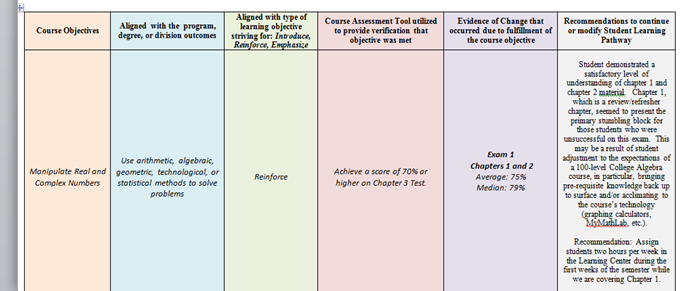 Course Objectives
Aligned with the program,
degree, or division outcomes
Aligned with type of
learning objective
striving for: Introduce,
Reinforce, Emphasize
Course Assessment Tool utilized
to provide verification that
objective was met
Evidence of Change that
occurred due to fulfillment of
the course objective
Recommendations to continue
or modify Student Learning
Pathway
Manipulate Real and
Complex Numbers
Use arithmetic, algebraic,
geometric, technological, or
statistical methods to solve
problems
Reinforce
Achieve a score of 70% or
higher on Chapter 3 Test.
Exam 1
Chapters 1 and 2
Average: 75%
Median: 79%
Student demonstrated a
satisfactory level of
understanding of chapter 1 and
chapter 2 material. Chapter 1,
which is a review/refresher
chapter, seemed to present the
primary stumbling block for
those students who were
unsuccessful on this exam. This
may be a result of student
adjustment to the expectations of
a 100-level College Algebra
course, in particular, bringing
pre-requisite knowledge back up
to surface and/or acclimating to
the course's technology
(graphing calculators,
MyMathLab, etc.).
Recommendation: Assign
students two hours per week in
the Learning Center during the
first weeks of the semester while
we are covering Chapter 1.